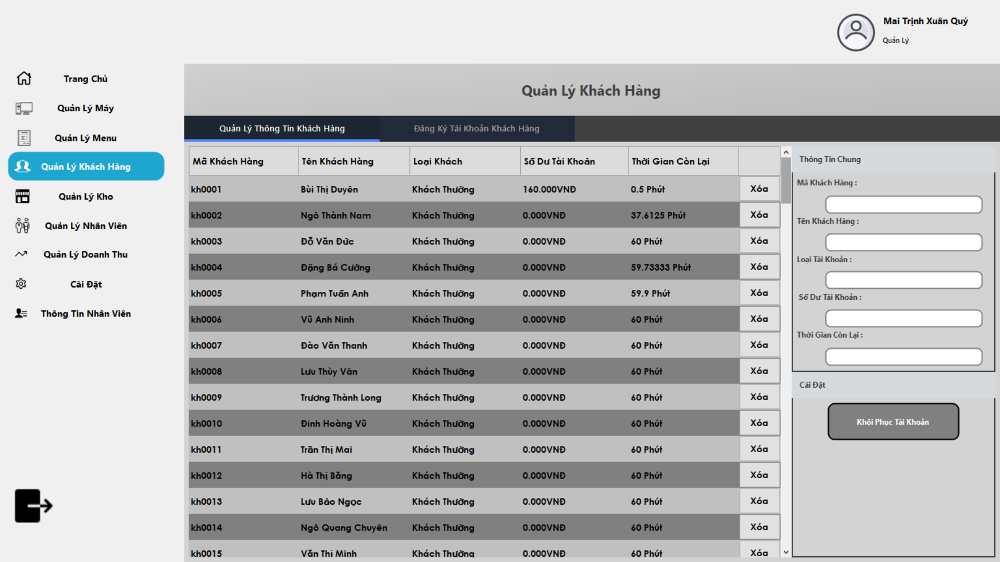 Mai Trịnh Xuân Quý
Quản Lý
Trang Chủ
Quản Lý Máy
Quản Lý Menu
Quản Lý Khách Hàng
Quản Lý Kho
Quản Lý Nhân Viên
Quản Lý Doanh Thu
Cài Đặt
Thông Tin Nhân Viên
Quản Lý Khách Hàng
Quản Lý Thông Tin Khách Hàng Đăng Ký Tài Khoản Khách Hàng
Mã Khách Hàng Tên Khách Hàng Loại Khách Số Dư Tài Khoản Thời Gian Còn Lại
kh0001 Bùi Thị Duyên Khách Thường 160.000VNĐ 0.5 Phút Xóa
kh0002 Ngô Thành Nam Khách Thường 0.000VNĐ 37.6125 Phút Xóa
kh0003 Đỗ Văn Đức Khách Thường 0.000VNĐ 60 Phút Xóa
kh0004 Đặng Bá Cường Khách Thường 0.000VNĐ 59.73333 Phút Xóa
kh0005 Phạm Tuấn Anh Khách Thường 0.000VNĐ 59.9 Phút Xóa
kh0006 Vũ Anh Ninh Khách Thường 0.000VNĐ 60 Phút Xóa
kh0007 Đào Văn Thanh Khách Thường 0.000VNĐ 60 Phút Xóa
kh0008 Lưu Thùy Vân Khách Thường 0.000VNĐ 60 Phút Xóa
kh0009 Trương Thành Long Khách Thường 0.000VNĐ 60 Phút Xóa
kh0010 Đinh Hoàng Vũ Khách Thường 0.000VNĐ 60 Phút Xóa
kh0011 Trần Thị Mai Khách Thường 0.000VNĐ 60 Phút Xóa
kh0012 Hà Thị Băng Khách Thường 0.000VNĐ 60 Phút Xóa
kh0013 Lưu Bảo Ngọc Khách Thường 0.000VNĐ 60 Phút Xóa
kh0014 Ngô Quang Chuyên Khách Thường 0.000VNĐ 60 Phút Xóa
kh0015 Văn Thị Minh Khách Thường 0.000VNĐ 60 Phút Xóa
Thông Tin Chung
Mã Khách Hàng :
Tên Khách Hàng :
Loại Tài Khoản :
Số Dư Tài Khoản :
Thời Gian Còn Lại :
Cài Đặt
Khôi Phục Tài Khoản